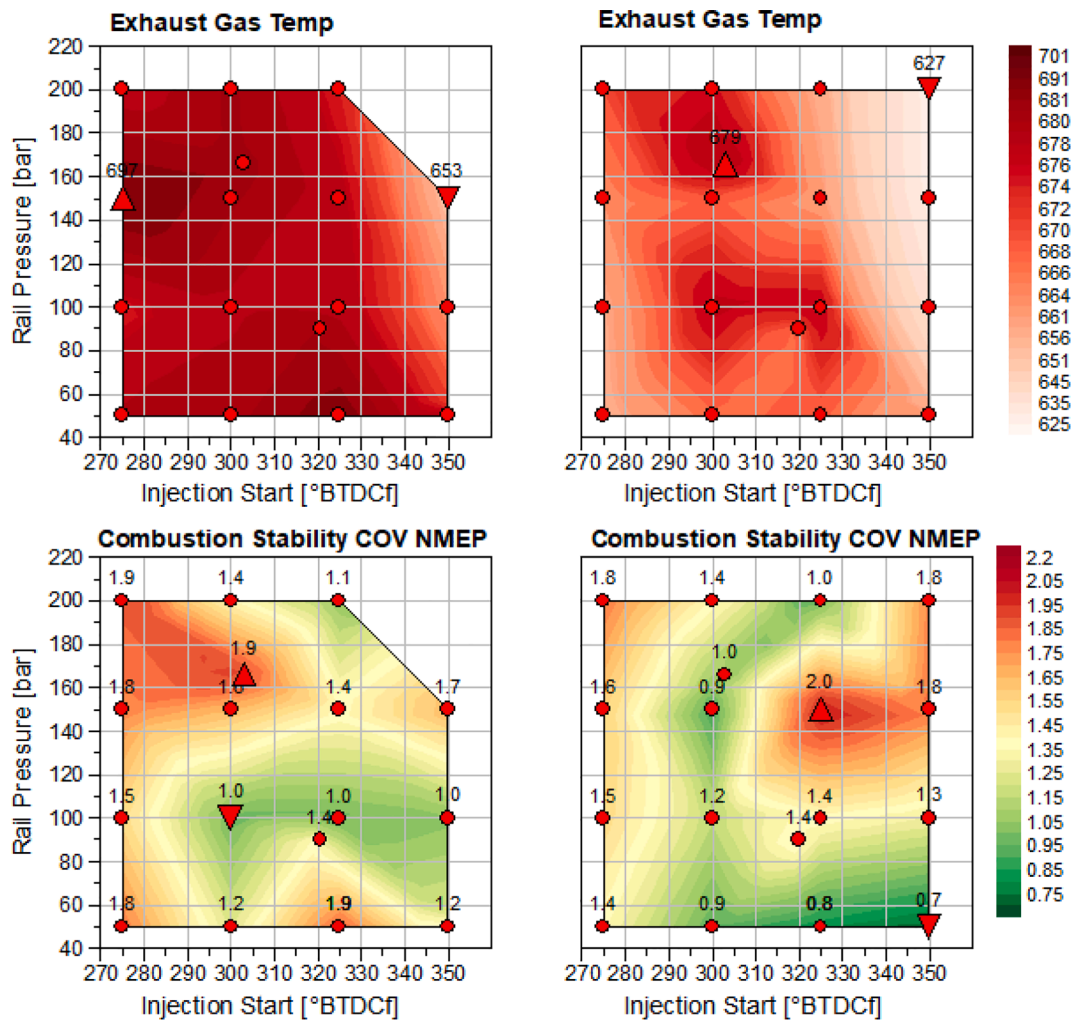 Exhaust Gas Temp
Exhaust Gas Temp
220
200
180
160
140
120
100
80
60
40
Rail Pressure [bar]
697
653
627
679
701
691
681
680
678
676
674
672
670
668
666
664
661
656
651
645
635
625
270 280 290 300 310 320 330 340 350
270 280 290 300 310 320 330 340 350
Injection Start [°BTDCf]
Injection Start [°BTDCf]
Combustion Stability COV NMEP
Combustion Stability COV NMEP
220
200
180
160
140
120
100
80
60
40
Rail Pressure [bar]
1.9 1.4 1.1
1.9
1.8 1.6 1.4 1.7
1.5 1.0 1.0 1.0
1.4
1.8 1.2 1.9 1.2
1.8 1.4 1.0 1.8
1.0
1.6 0.9 2.0 1.8
1.5 1.2 1.4 1.3
1.4
1.4 0.9 0.8 0.7
2.2
2.05
1.95
1.85
1.75
1.65
1.55
1.45
1.35
1.25
1.15
1.05
0.95
0.85
0.75
270 280 290 300 310 320 330 340 350
270 280 290 300 310 320 330 340 350
Injection Start [°BTDCf]
Injection Start [°BTDCf]